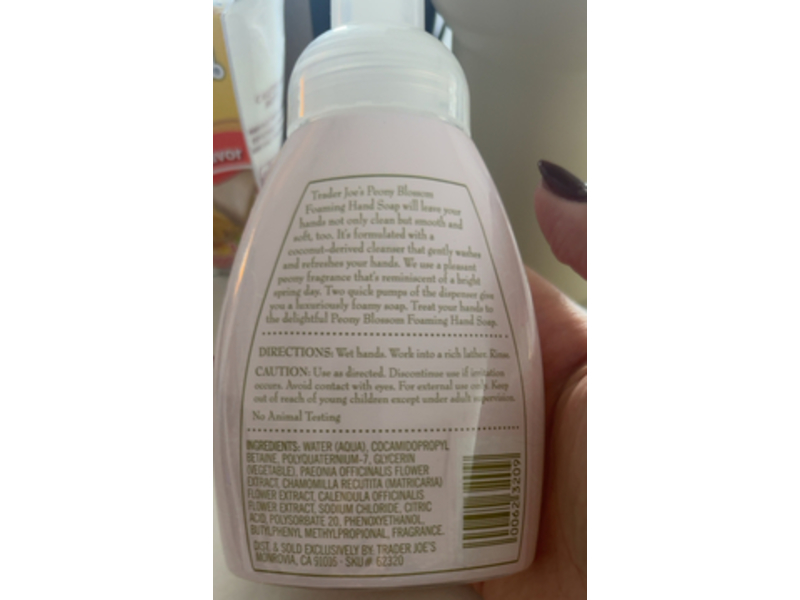 Trader Joe's Peony Blossom
Foaming Hand Soap will leave your
hands not only clean but smooth and
soft, too. It's formulated with a
coconut-derived cleanser that gently washes
and refreshes your hands. We use a pleasant
peony fragrance that's reminiscent of a bright
spring day. Two quick pumps of the dispenser give
you a luxuriously foamy soap. Treat your hands to
the delightful Peony Blossom Foaming Hand Soap.
DIRECTIONS: Wet hands. Work into a rich lather. Rinse.
CAUTION: Use as directed. Discontinue use if irritation
occurs. Avoid contact with eyes. For external use only. Keep
out of reach of young children except under adult supervision.
No Animal Testing
INGREDIENTS: WATER (AQUA), COCAMIDOPROPYL
BETAINE, POLYQUATERNIUM-7, GLYCERIN
(VEGETABLE), PAEONIA OFFICINALIS FLOWER
EXTRACT, CHAMOMILLA RECUTITA (MATRICARIA)
FLOWER EXTRACT, CALENDULA OFFICINALIS
FLOWER EXTRACT, SODIUM CHLORIDE, CITRIC
ACID, POLYSORBATE 20, PHENOXYETHANOL,
BUTYLPHENYL METHYLPROPIONAL, FRAGRANCE.
DIST. & SOLD EXCLUSIVELY BY: TRADER JOE'S
MONROVIA, CA 91016 - SKU# 62320